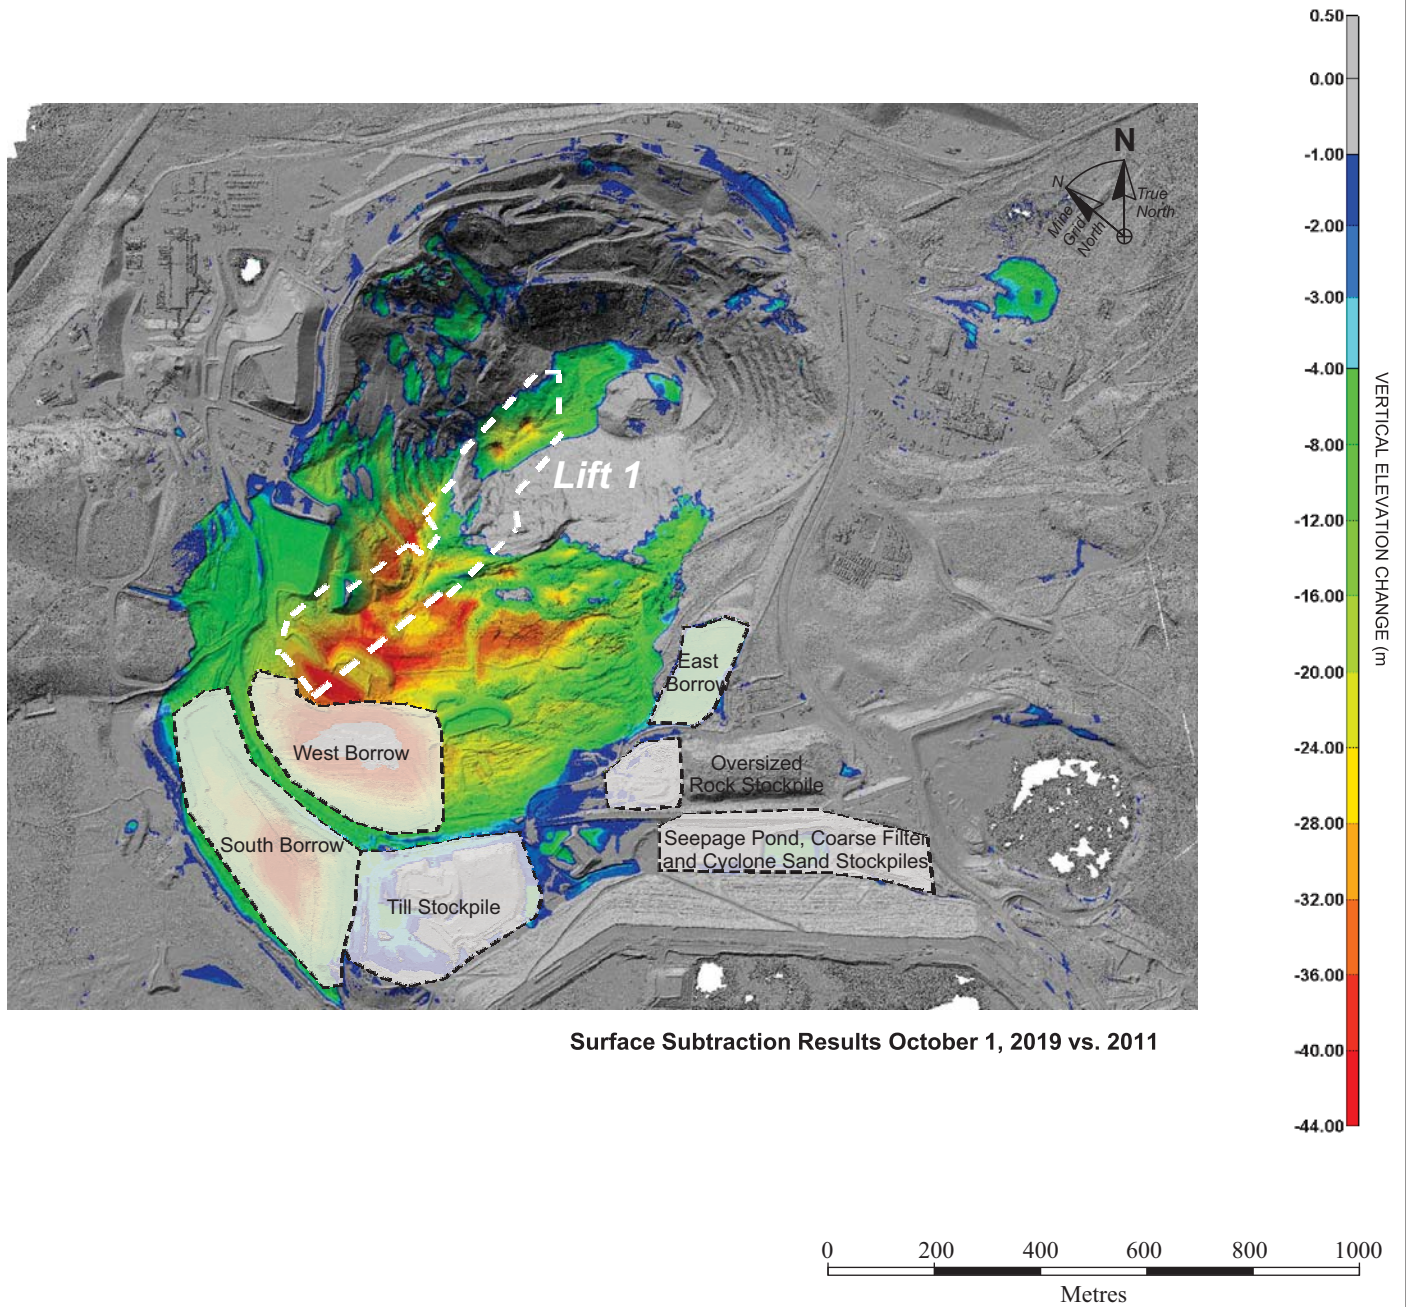 0.50
0.00
-1.00
-2.00
-3.00
-4.00
-8.00
-12.00
-16.00
-20.00
-24.00
-28.00
-32.00
-36.00
-40.00
-44.00
VERTICAL ELEVATION CHANGE (m
N
N
True
North
Mine
Grid
North
Lift 1
East
Borrow
West Borrow
Oversized
Rock Stockpile
South Borrow
Seepage Pond, Coarse Filter
and Cyclone Sand Stockpiles
Till Stockpile
Surface Subtraction Results October 1, 2019 vs. 2011
0 200 400 600 800 1000
Metres